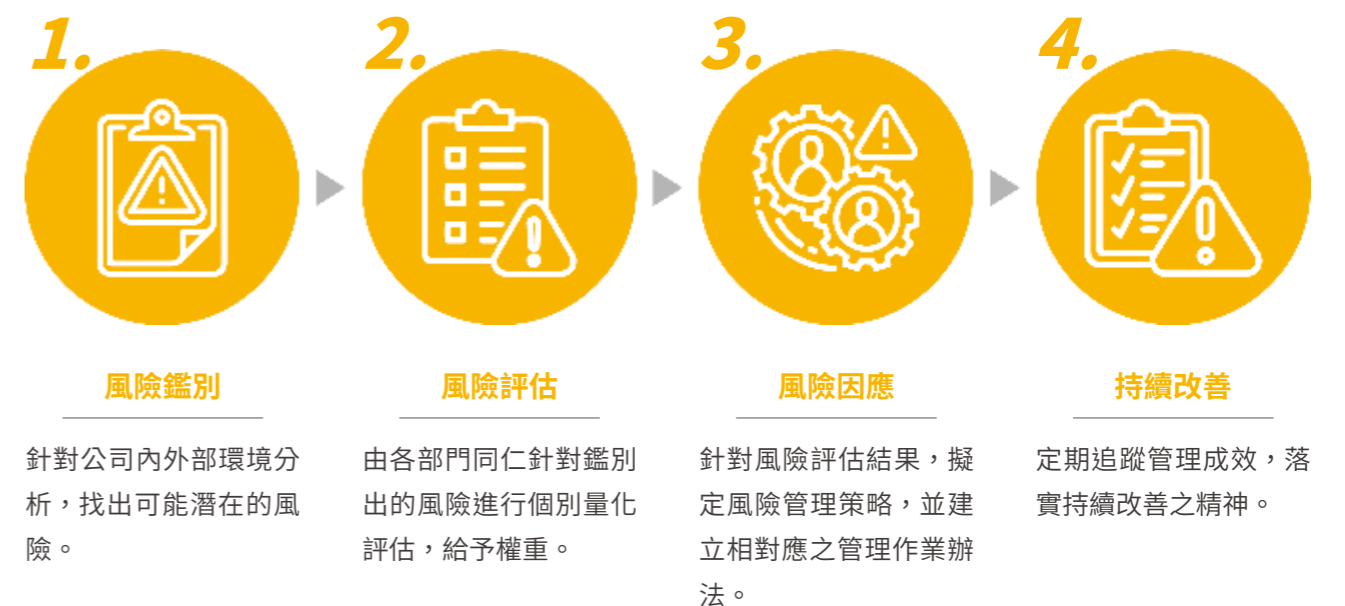 1.
風險鑑別
針對公司內外部環境分
析，找出可能潛在的風
險。
2.
風險評估
由各部門同仁針對鑑別
出的風險進行個別量化
評估，給予權重。
3.
風險因應
針對風險評估結果，擬
定風險管理策略，並建
立相對應之管理作業辦
法。
4.
持續改善
定期追蹤管理成效，落
實持續改善之精神。